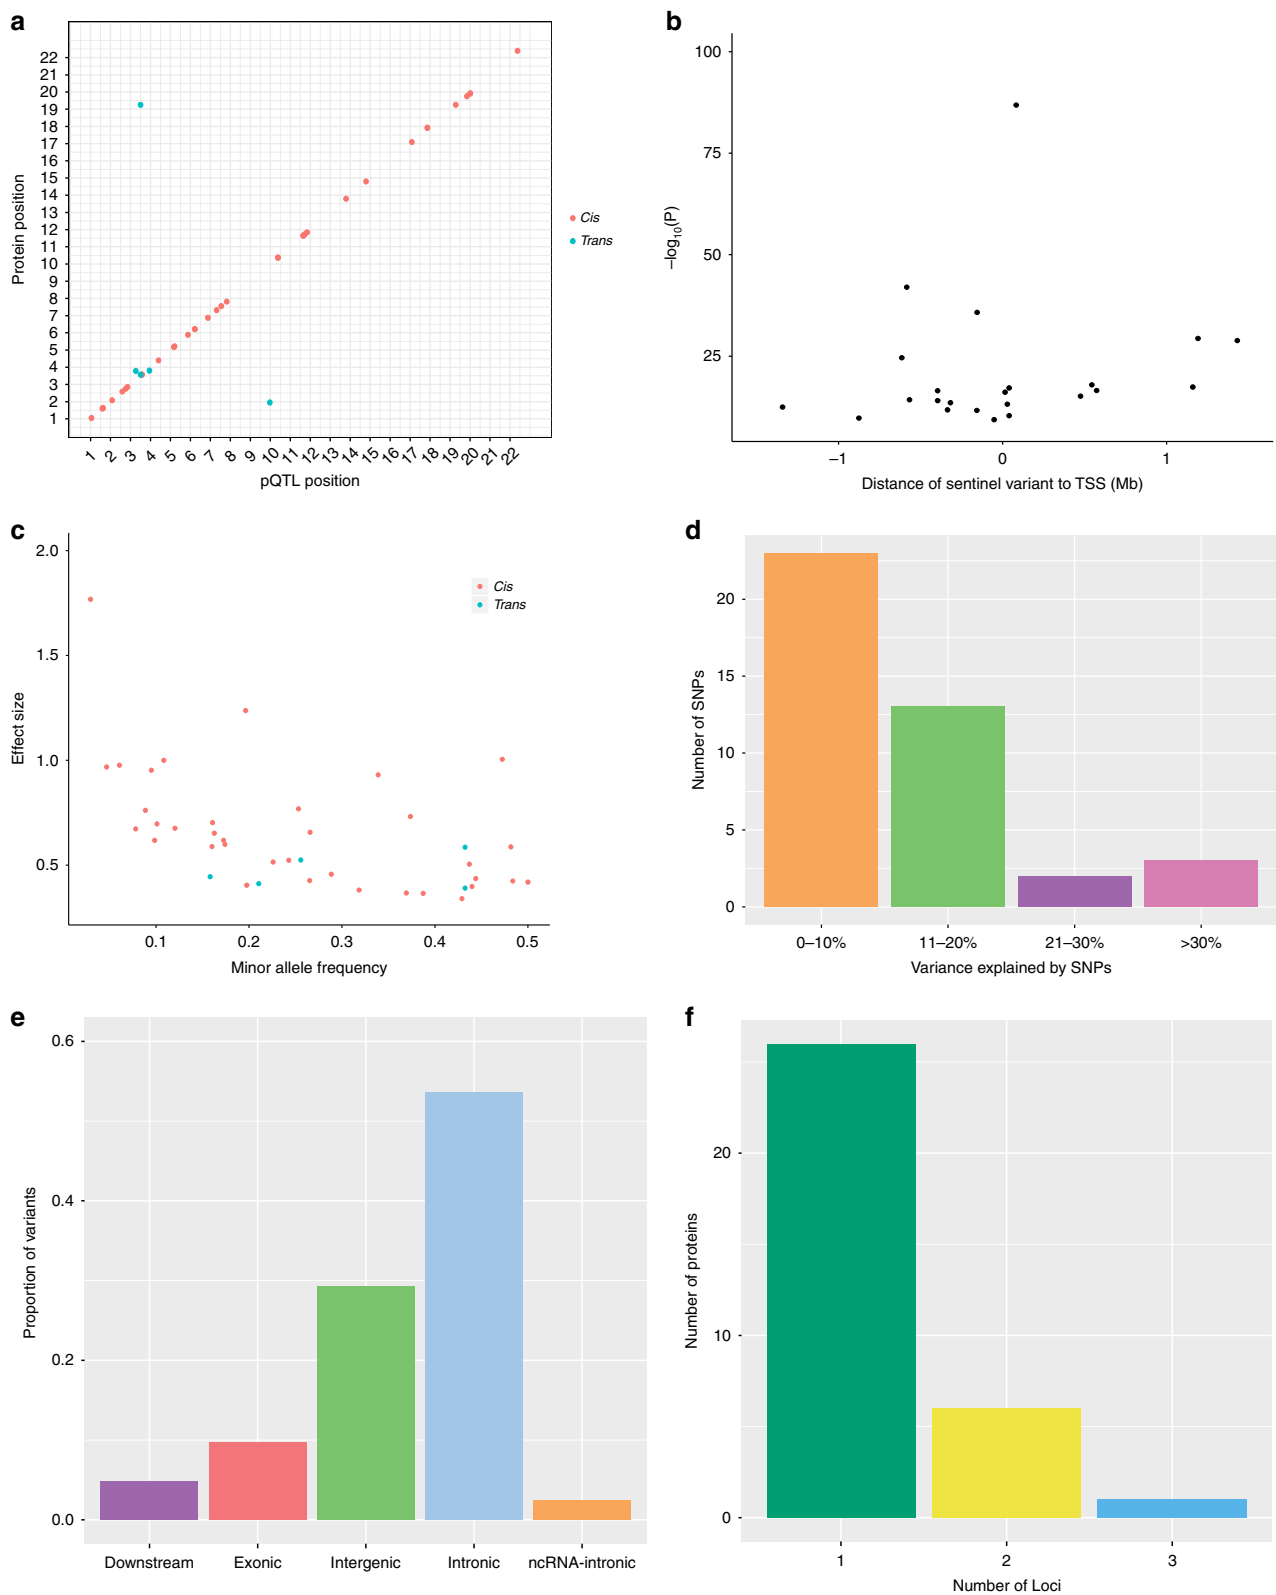 a
22
21
20
19
18
17
16
15
14
13
12
11
10
9
8
7
6
5
4
3
2
1
Protein position
1 2 3 4 5 6 7 8 9 10 11 12 13 14 15 16 17 18 19 20 21 22
pQTL position
Cis
Trans
b
100
75
50
25
–log10(P)
–1 0 1
Distance of sentinel variant to TSS (Mb)
c
2.0
1.5
1.0
0.5
Effect size
Cis
Trans
0.1 0.2 0.3 0.4 0.5
Minor allele frequency
d
20
15
10
5
0
Number of SNPs
0–10% 11–20% 21–30% >30%
Variance explained by SNPs
e
0.6
0.4
0.2
0.0
Proportion of variants
Downstream Exonic Intergenic Intronic ncRNA-intronic
f
20
10
0
Number of proteins
1 2 3
Number of Loci